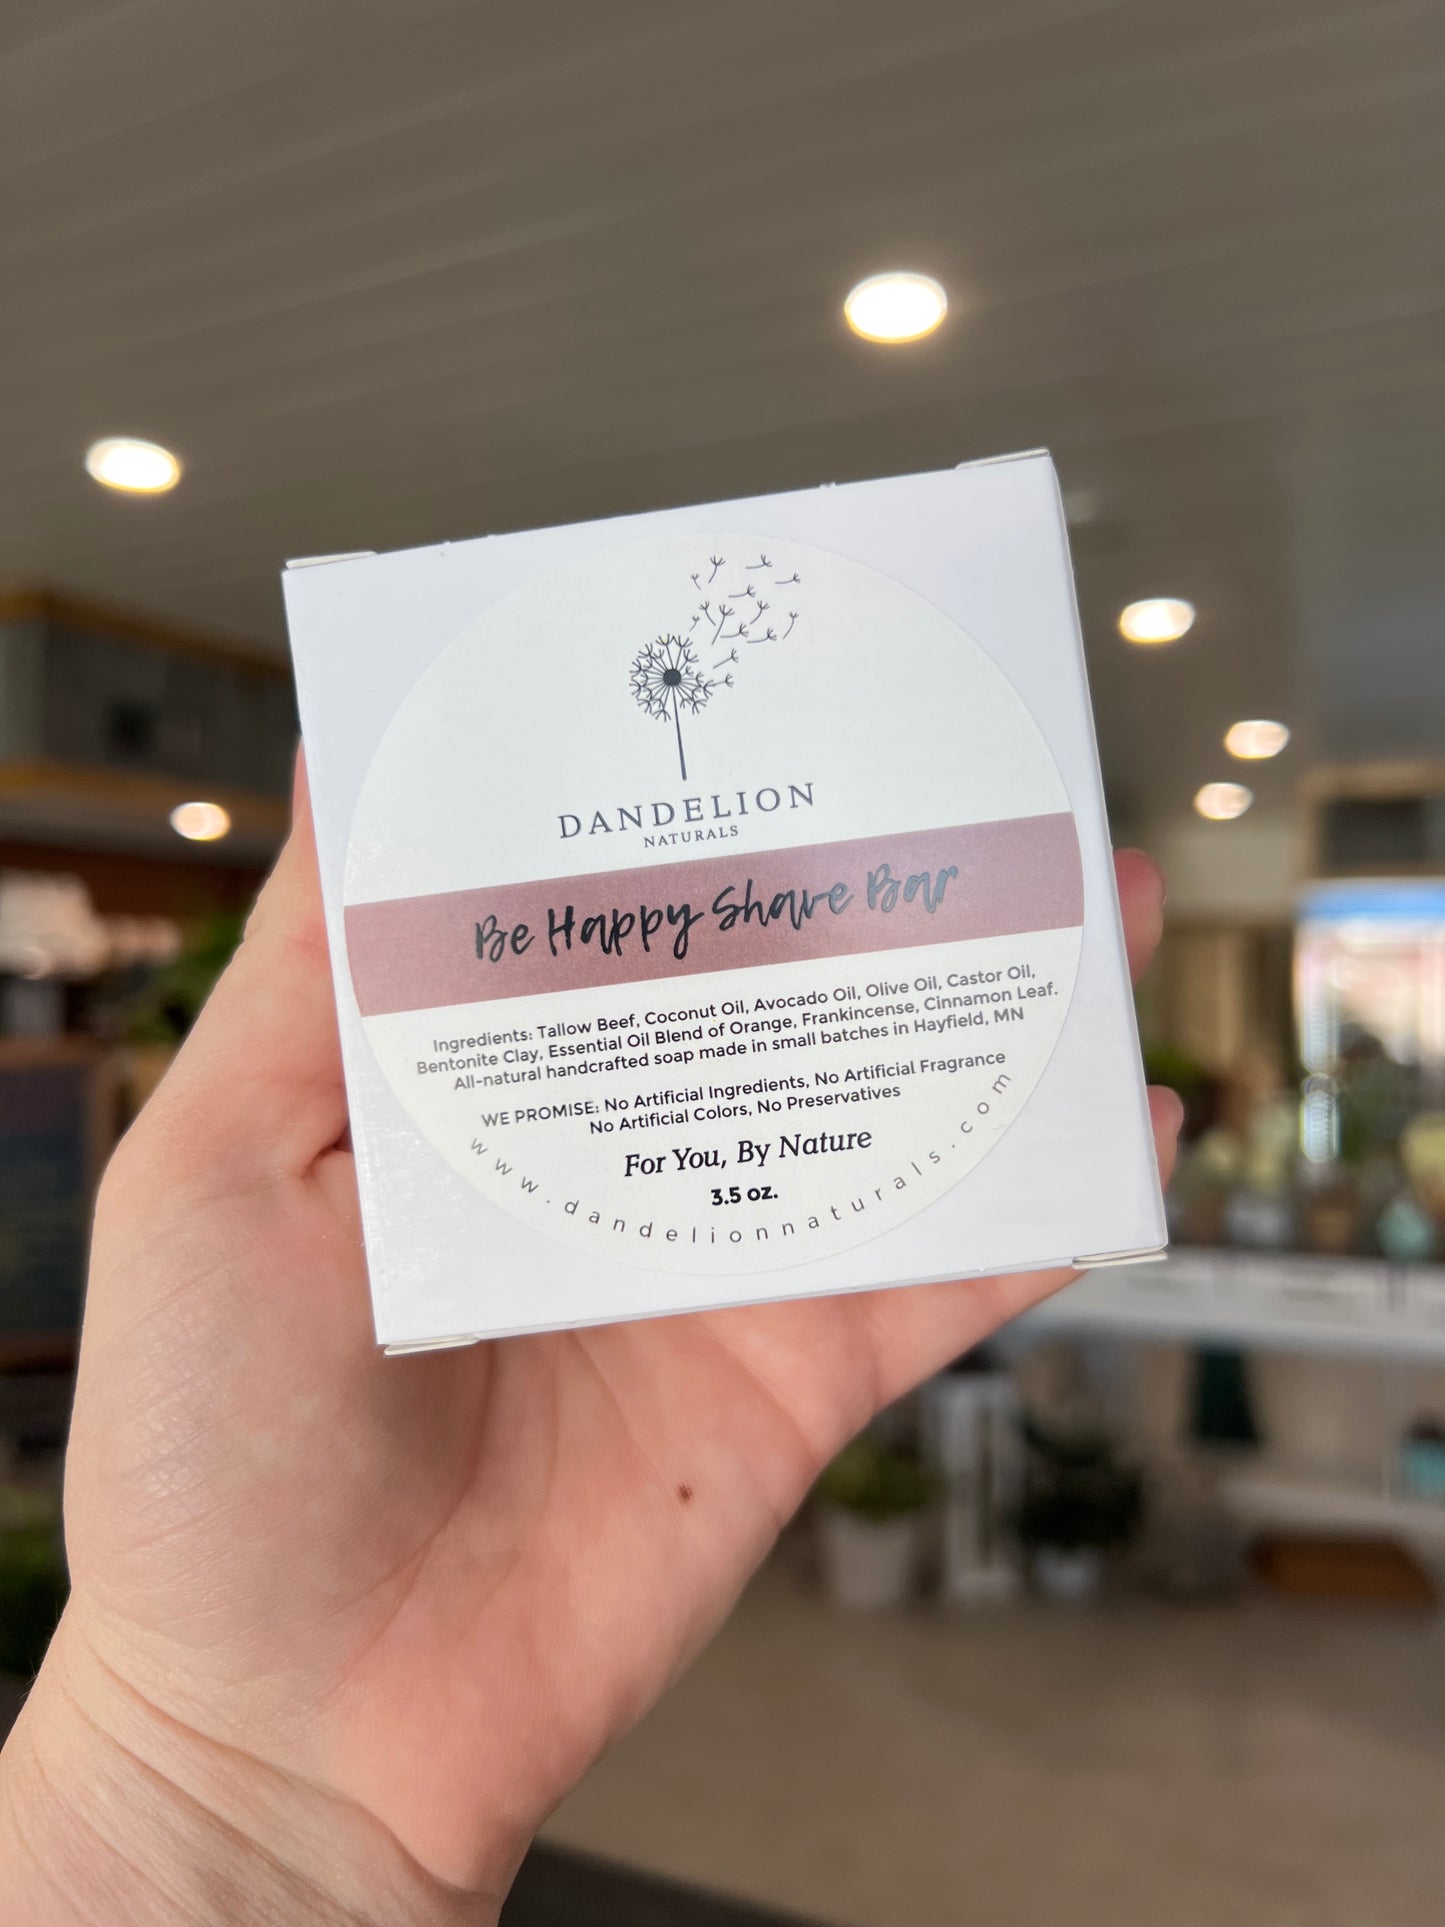 DANDELION
NATURALS
Be Happy Shave Bar
Ingredients: Tallow Beef, Coconut Oil, Avocado Oil, Olive Oil, Castor Oil,
Bentonite Clay, Essential Oil Blend of Orange, Frankincense, Cinnamon Leaf.
All-natural handcrafted soap made in small batches in Hayfield, MN
WE PROMISE: No Artificial Ingredients, No Artificial Fragrance
No Artificial Colors, No Preservatives
For You, By Nature
3.5 oz.
www.dandelionnaturals.com